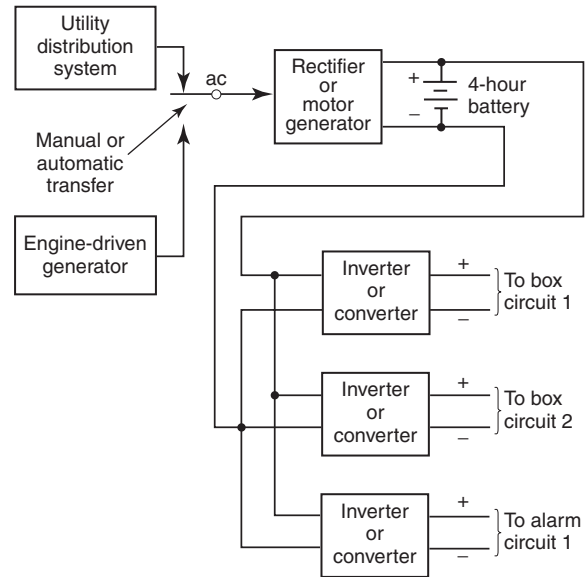 Utility
distribution
system
ac
Manual or
automatic
transfer
Engine-driven
generator
Rectifier
or
motor
generator
+
–
4-hour
battery
Inverter
or
converter
+
–
To box
circuit 1
Inverter
or
converter
+
–
To box
circuit 2
Inverter
or
converter
+
–
To alarm
circuit 1